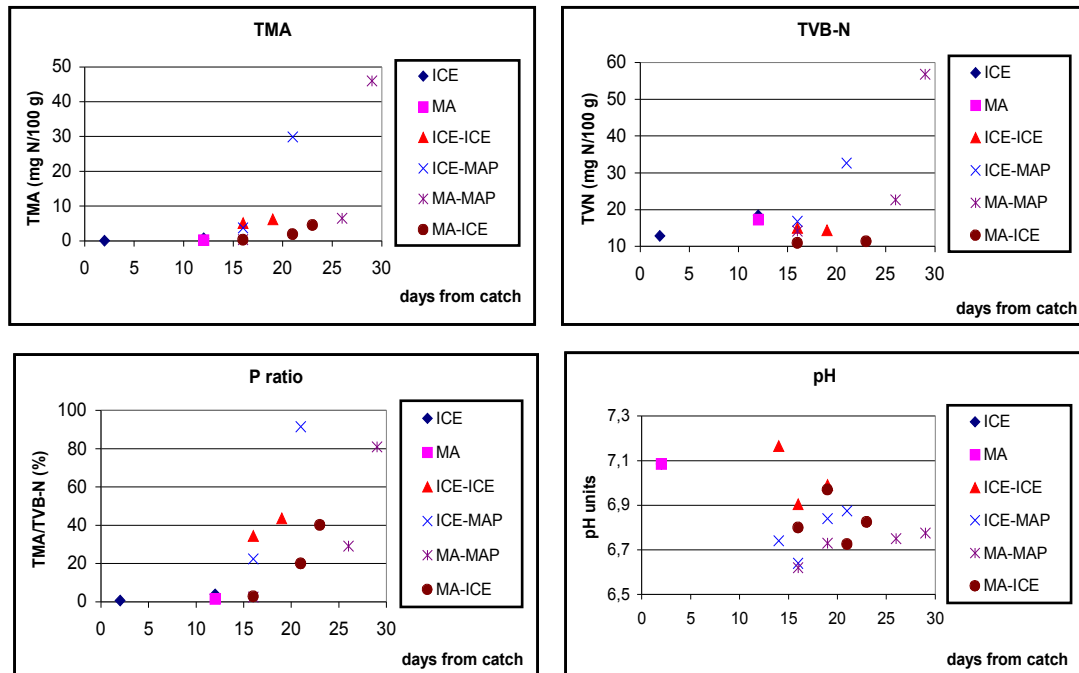 TMA
TMA (mg N/100 g)
50
40
30
20
10
0
0 5 10 15 20 25 30
days from catch
ICE
MA
ICE-ICE
ICE-MAP
MA-MAP
MA-ICE
TVB-N
TVN (mg N/100 g)
60
50
40
30
20
10
0 5 10 15 20 25 30
days from catch
ICE
MA
ICE-ICE
ICE-MAP
MA-MAP
MA-ICE
P ratio
TMA/TVB-N (%)
100
80
60
40
20
0
0 5 10 15 20 25 30
days from catch
ICE
MA
ICE-ICE
ICE-MAP
MA-MAP
MA-ICE
pH
pH units
7,3
7,1
6,9
6,7
6,5
0 5 10 15 20 25 30
days from catch
ICE
MA
ICE-ICE
ICE-MAP
MA-MAP
MA-ICE